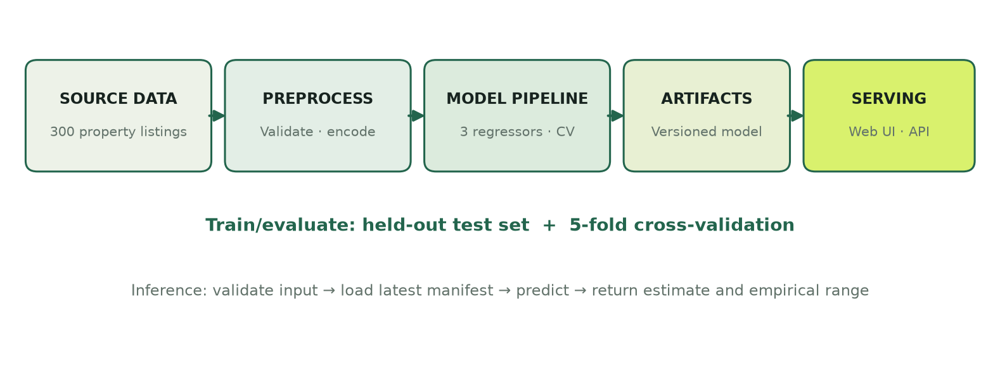 SOURCE DATA
300 property listings
PREPROCESS
Validate · encode
MODEL PIPELINE
3 regressors · CV
ARTIFACTS
Versioned model
SERVING
Web UI · API
Train/evaluate: held-out test set + 5-fold cross-validation
Inference: validate input → load latest manifest → predict → return estimate and empirical range